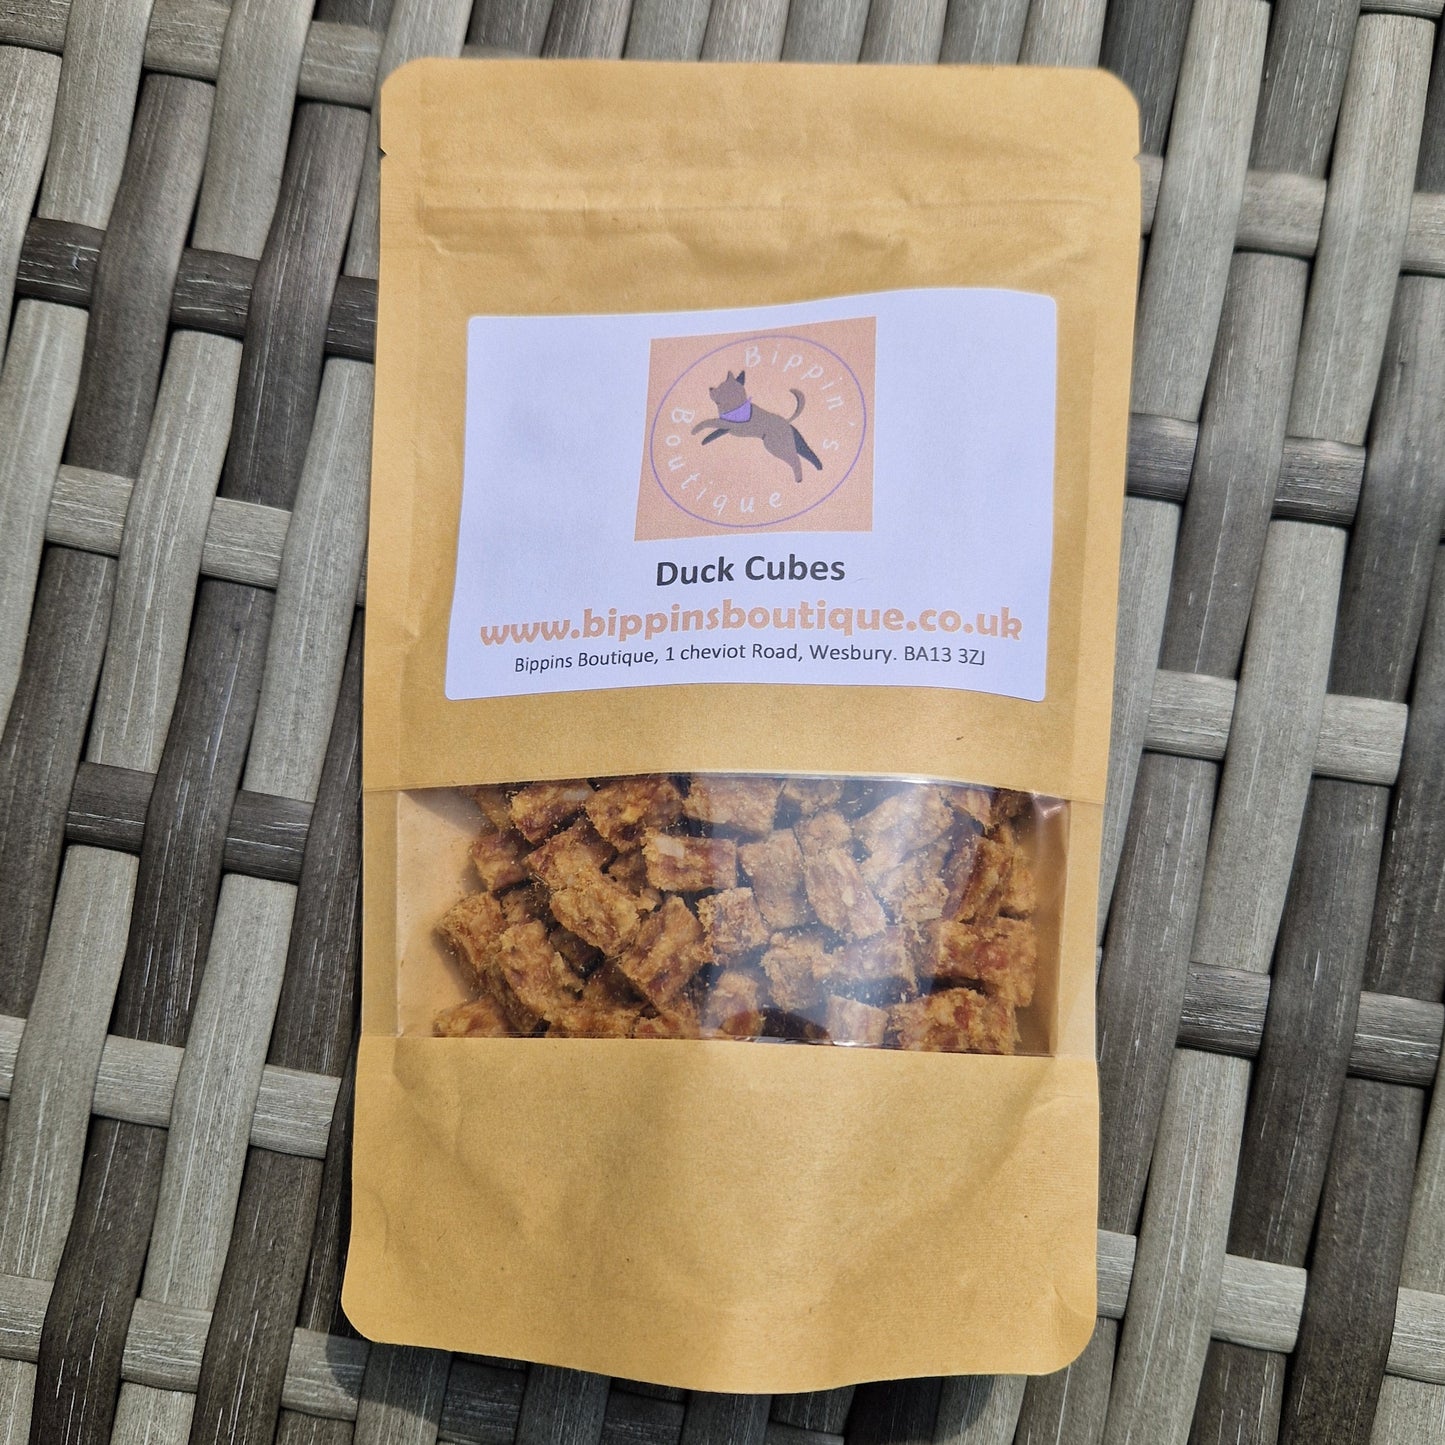 Bippin's
Boutique
Duck Cubes
www.bippinsboutique.co.uk
Bippins Boutique, 1 cheviot Road, Wesbury. BA13 3ZJ